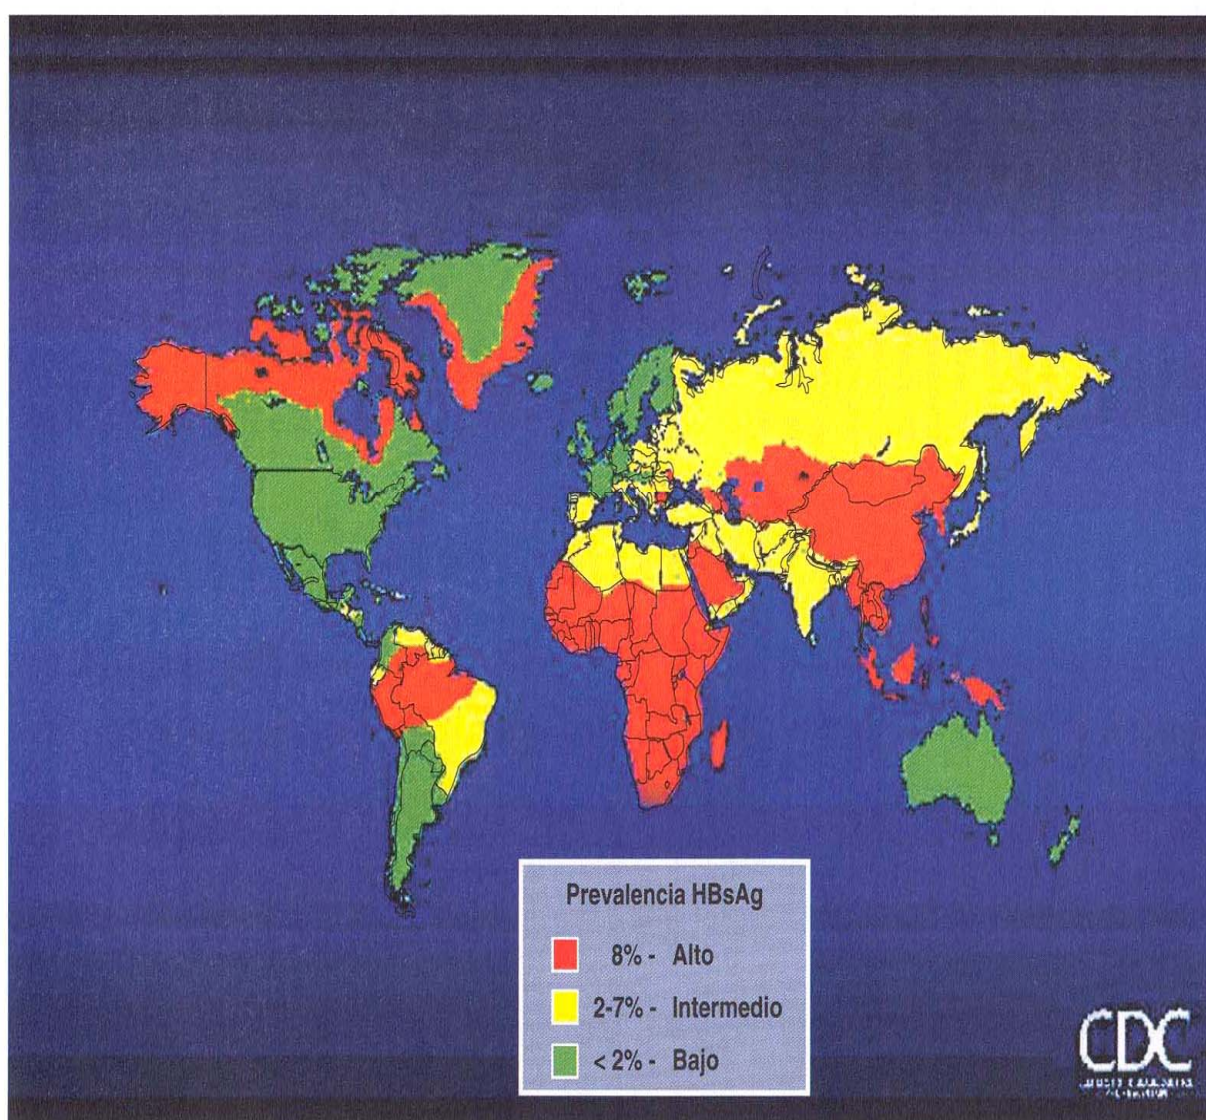 Prevalencia HBsAg
8% - Alto
2-7% - Intermedio
< 2% - Bajo
CDC